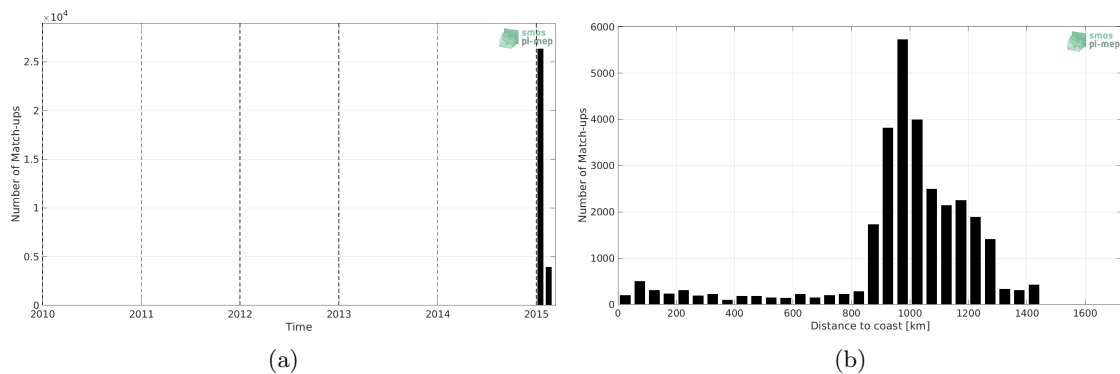 ×10⁴
smos
pi-mep
2.5
2
1.5
1
0.5
0
Number of Match-ups
2010 2011 2012 2013 2014 2015
Time
(a)
smos
pi-mep
6000
5000
4000
3000
2000
1000
0
Number of Match-ups
0 200 400 600 800 1000 1200 1400 1600
Distance to coast [km]
(b)